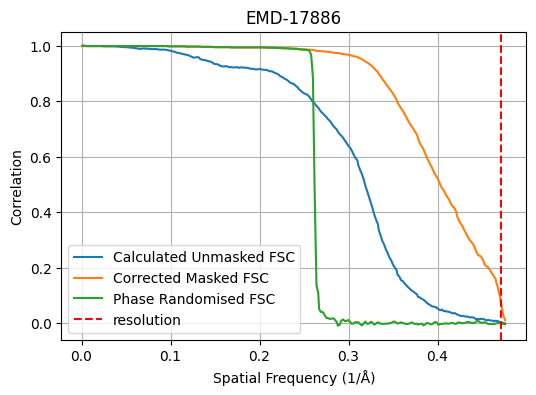 EMD-17886
1.0
0.8
0.6
0.4
0.2
0.0
Correlation
Calculated Unmasked FSC
Corrected Masked FSC
Phase Randomised FSC
resolution
0.0 0.1 0.2 0.3 0.4
Spatial Frequency (1/Å)